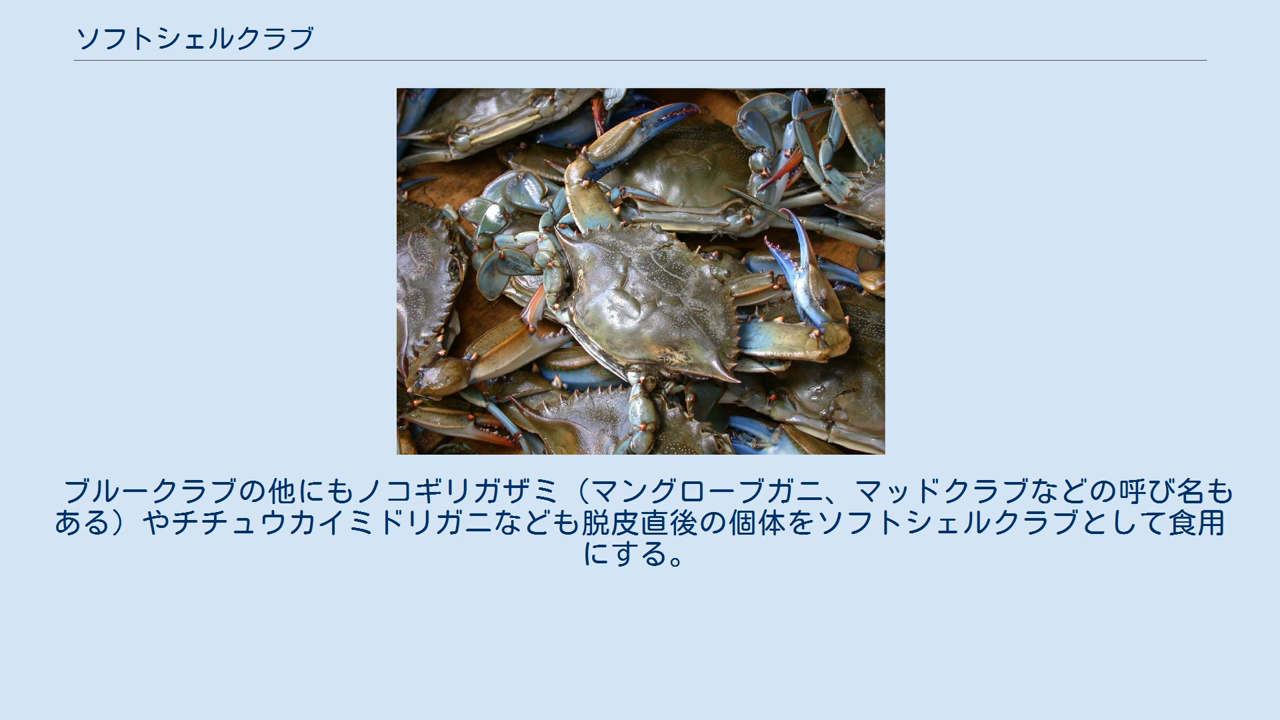 ソフトシェルクラブ
ブルークラブの他にもノコギリガザミ（マングローブガニ、マッドクラブなどの呼び名も
ある）やチチュウカイミドリガニなども脱皮直後の個体をソフトシェルクラブとして食用
にする。